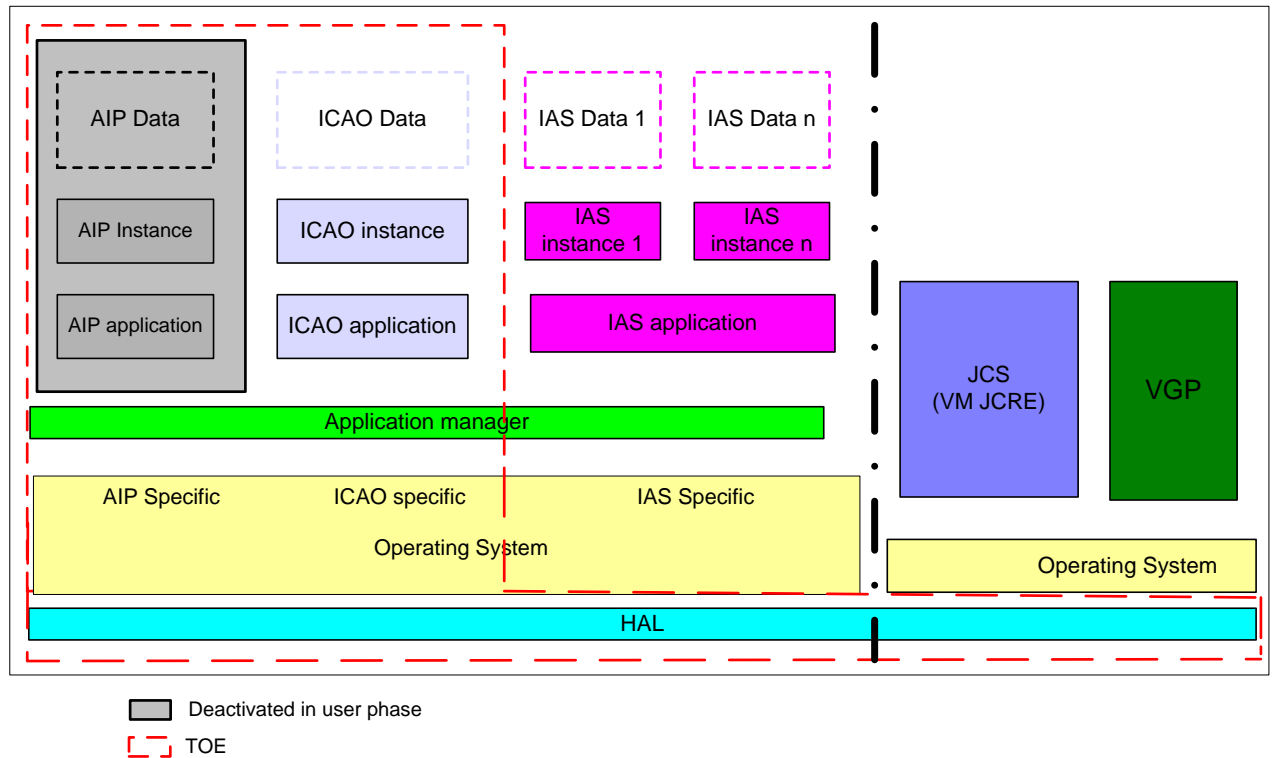 AIP Data
ICAO Data
IAS Data 1
IAS Data n
AIP Instance
ICAO instance
IAS
instance 1
IAS
instance n
AIP application
ICAO application
IAS application
JCS
(VM JCRE)
VGP
Application manager
AIP Specific
ICAO specific
IAS Specific
Operating System
Operating System
HAL
Deactivated in user phase
TOE